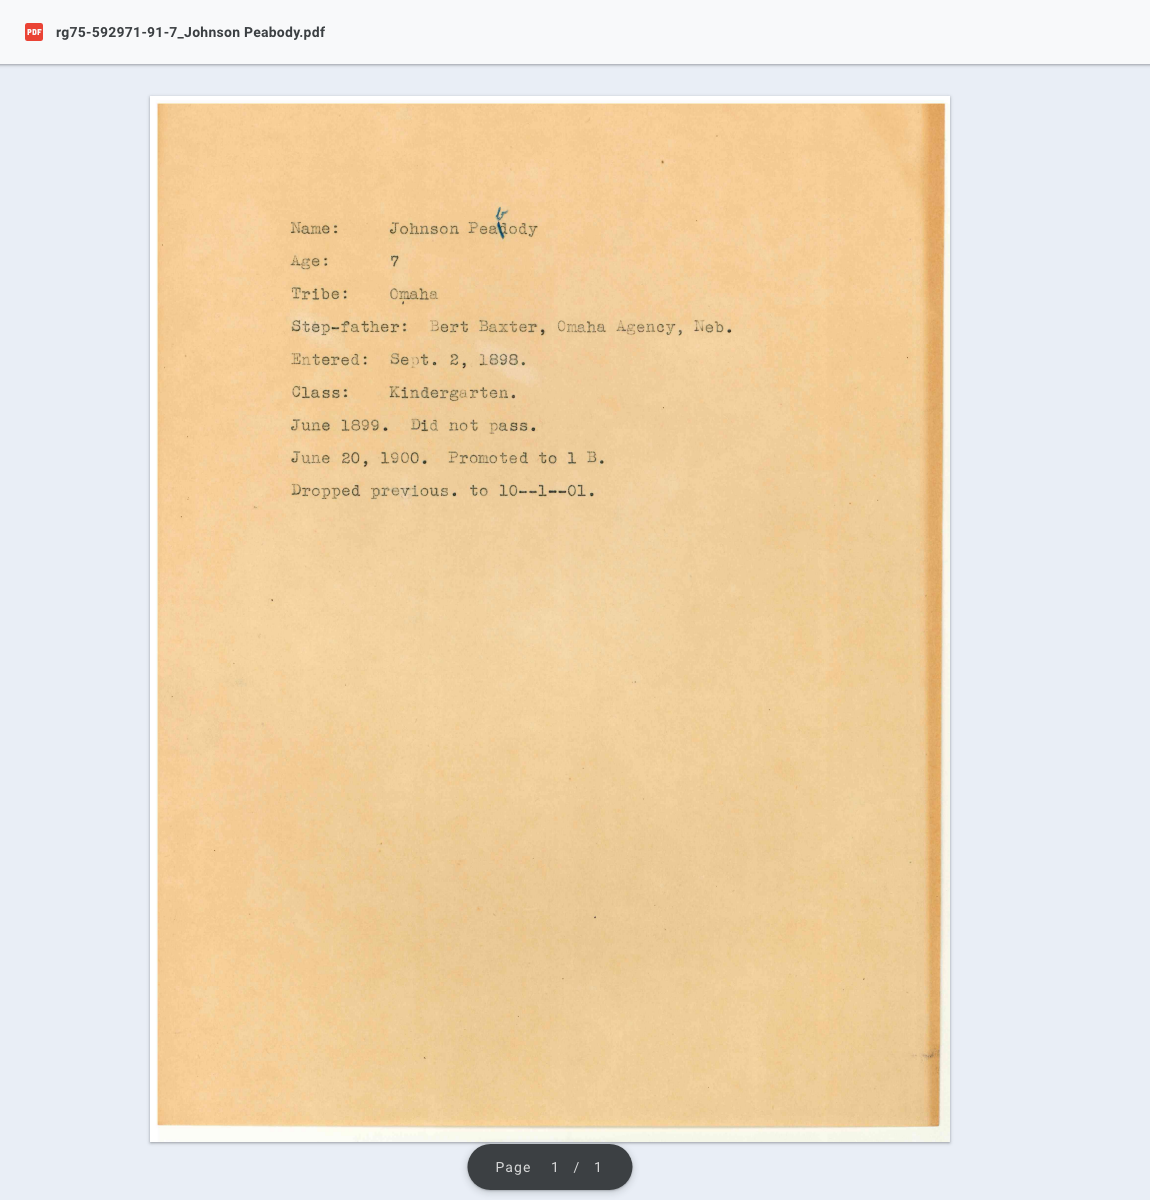 PDF rg75-592971-91-7_Johnson Peabody.pdf
b
Name: Johnson Peadody
Age: 7
Tribe: Omaha
Step-father: Bert Baxter, Omaha Agency, Neb.
Entered: Sept. 2, 1898.
Class: Kindergarten.
June 1899. Did not pass.
June 20, 1900. Promoted to 1 B.
Dropped previous. to 10--1--01.
Page 1 / 1